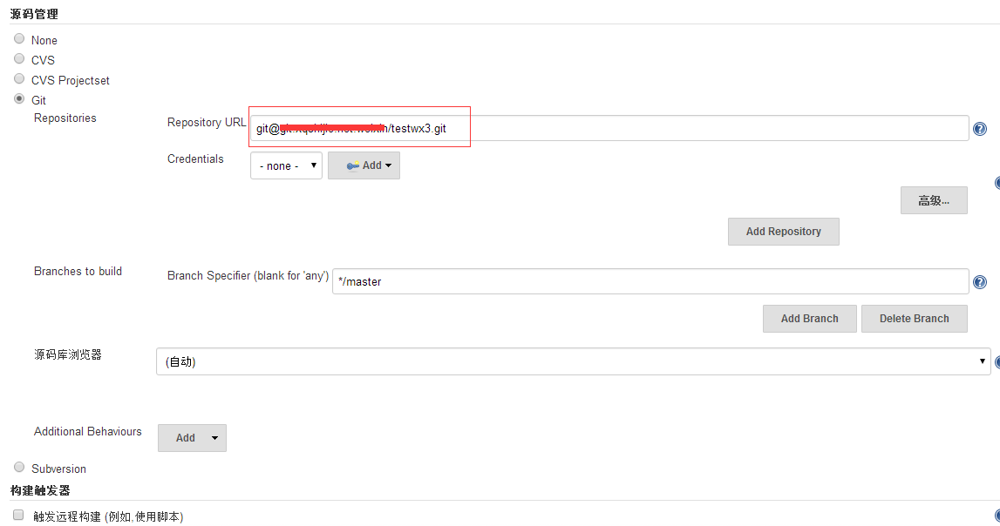 源码管理
None
CVS
CVS Projectset
Git
Repositories
Repository URL
git@ /testwx3.git
Credentials
- none -
Add
高级...
Add Repository
Branches to build
Branch Specifier (blank for 'any')
*/master
Add Branch
Delete Branch
源码库浏览器
(自动)
Additional Behaviours
Add
Subversion
构建触发器
触发远程构建 (例如,使用脚本)